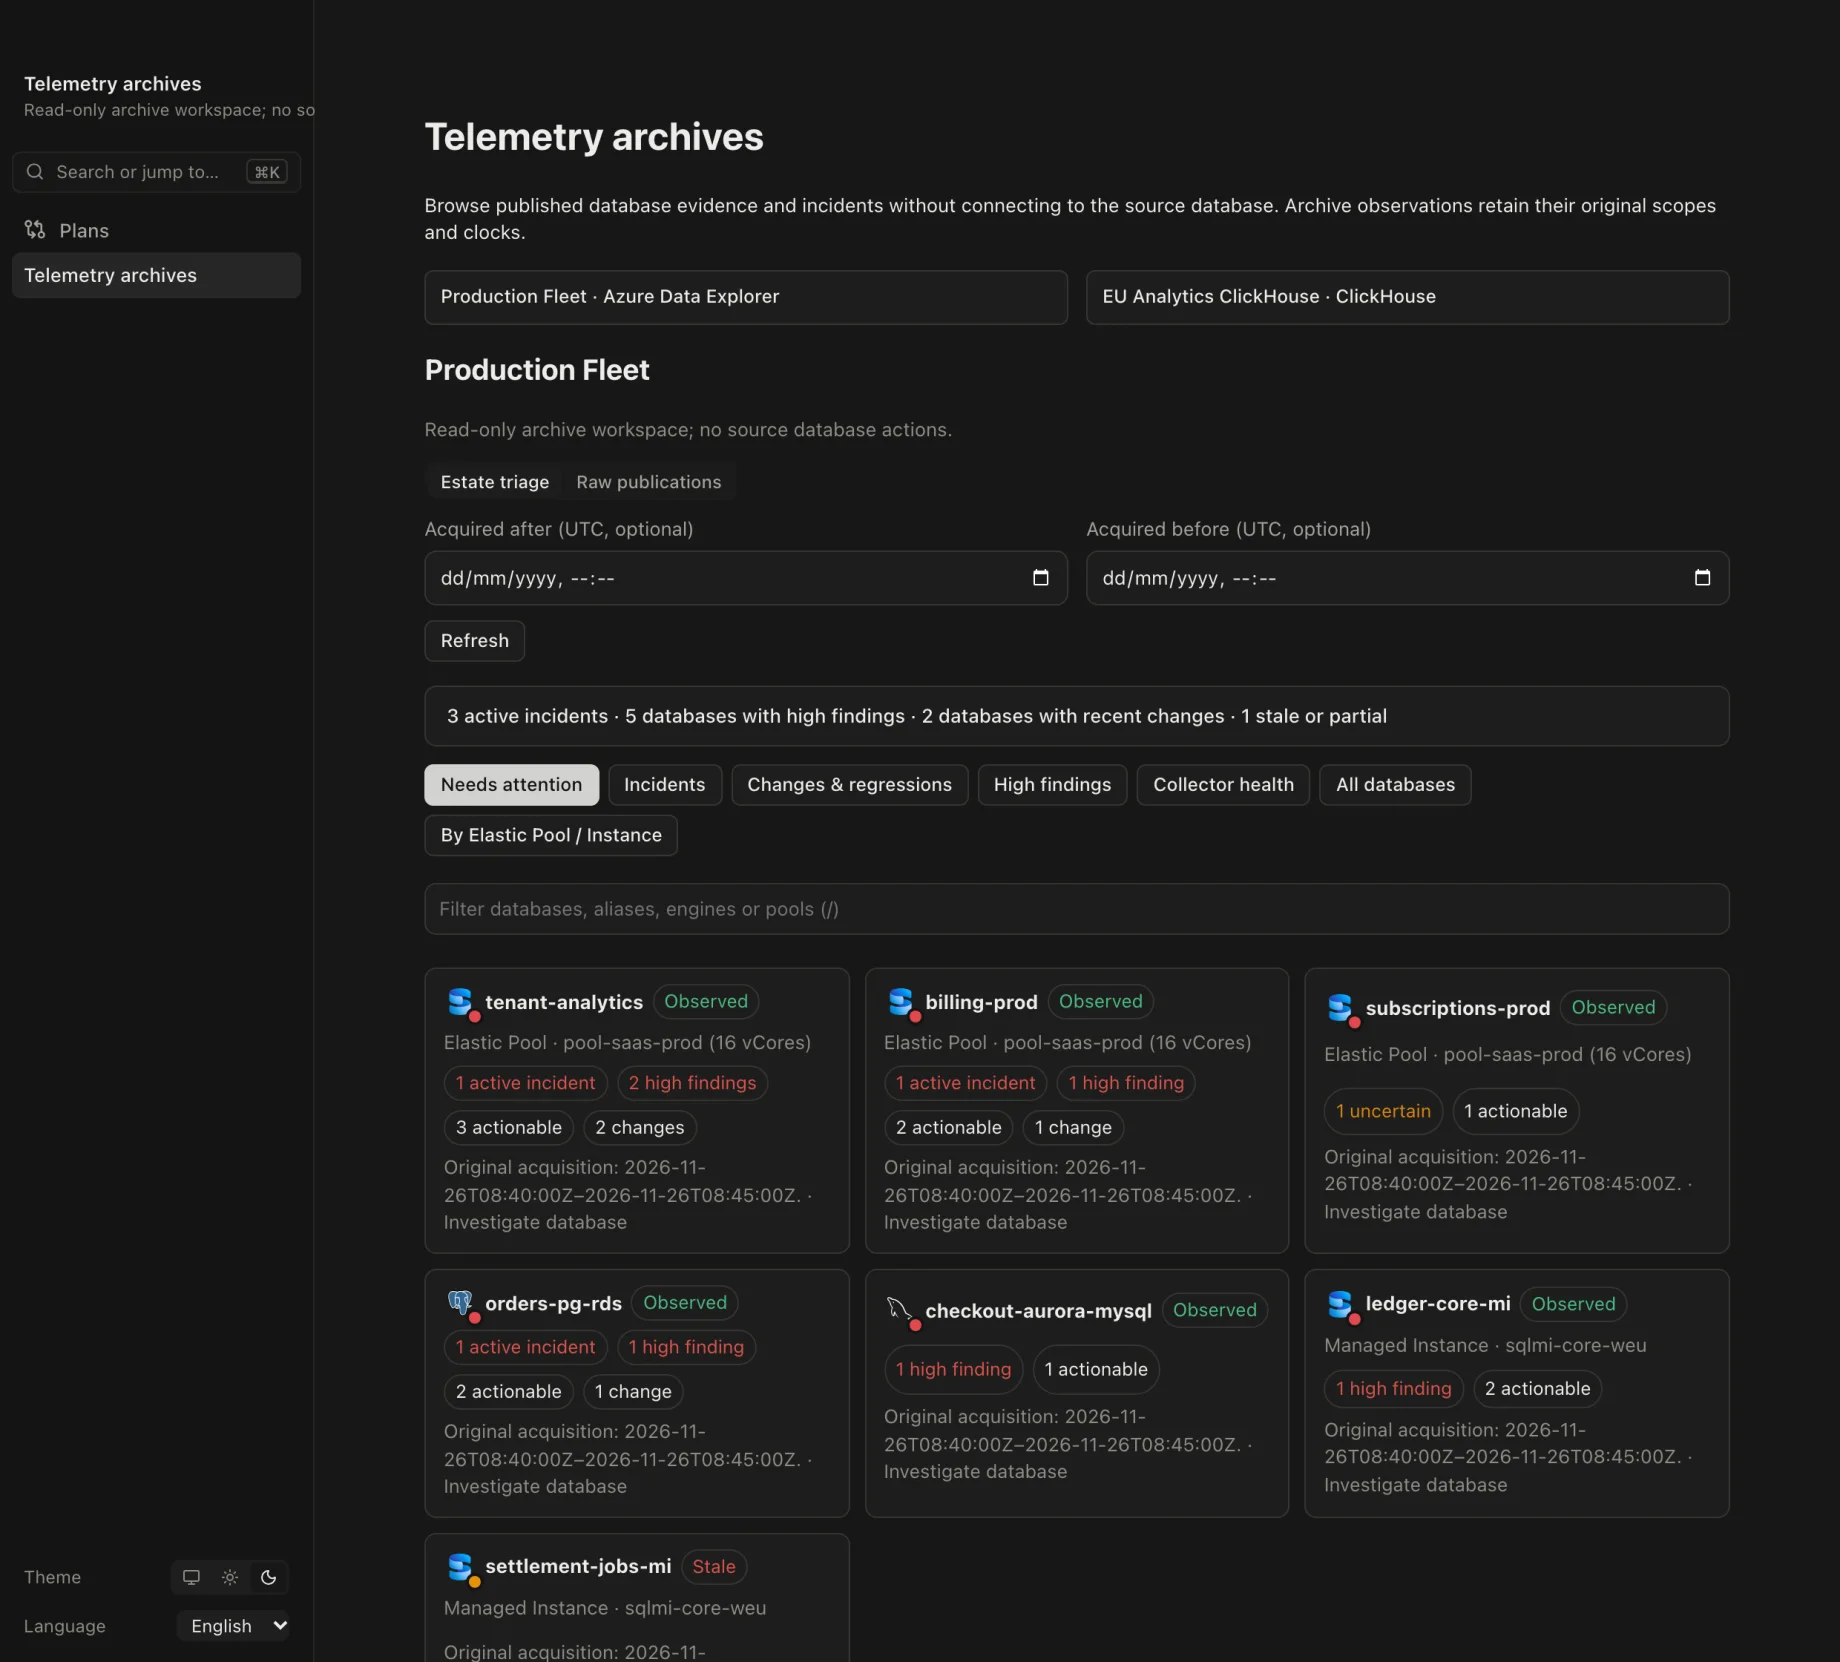 Telemetry archives
Read-only archive workspace; no so
Search or jump to... ⌘K
Plans
Telemetry archives
Theme
Language English
Telemetry archives
Browse published database evidence and incidents without connecting to the source database. Archive observations retain their original scopes
and clocks.
Production Fleet · Azure Data Explorer
EU Analytics ClickHouse · ClickHouse
Production Fleet
Read-only archive workspace; no source database actions.
Estate triage Raw publications
Acquired after (UTC, optional)
dd/mm/yyyy, --:--
Acquired before (UTC, optional)
dd/mm/yyyy, --:--
Refresh
3 active incidents · 5 databases with high findings · 2 databases with recent changes · 1 stale or partial
Needs attention Incidents Changes & regressions High findings Collector health All databases
By Elastic Pool / Instance
Filter databases, aliases, engines or pools (/)
tenant-analytics Observed
Elastic Pool · pool-saas-prod (16 vCores)
1 active incident 2 high findings
3 actionable 2 changes
Original acquisition: 2026-11-
26T08:40:00Z–2026-11-26T08:45:00Z. ·
Investigate database
billing-prod Observed
Elastic Pool · pool-saas-prod (16 vCores)
1 active incident 1 high finding
2 actionable 1 change
Original acquisition: 2026-11-
26T08:40:00Z–2026-11-26T08:45:00Z. ·
Investigate database
subscriptions-prod Observed
Elastic Pool · pool-saas-prod (16 vCores)
1 uncertain 1 actionable
Original acquisition: 2026-11-
26T08:40:00Z–2026-11-26T08:45:00Z. ·
Investigate database
orders-pg-rds Observed
1 active incident 1 high finding
2 actionable 1 change
Original acquisition: 2026-11-
26T08:40:00Z–2026-11-26T08:45:00Z. ·
Investigate database
checkout-aurora-mysql Observed
1 high finding 1 actionable
Original acquisition: 2026-11-
26T08:40:00Z–2026-11-26T08:45:00Z. ·
Investigate database
ledger-core-mi Observed
Managed Instance · sqlmi-core-weu
1 high finding 2 actionable
Original acquisition: 2026-11-
26T08:40:00Z–2026-11-26T08:45:00Z. ·
Investigate database
settlement-jobs-mi Stale
Managed Instance · sqlmi-core-weu
Original acquisition: 2026-11-